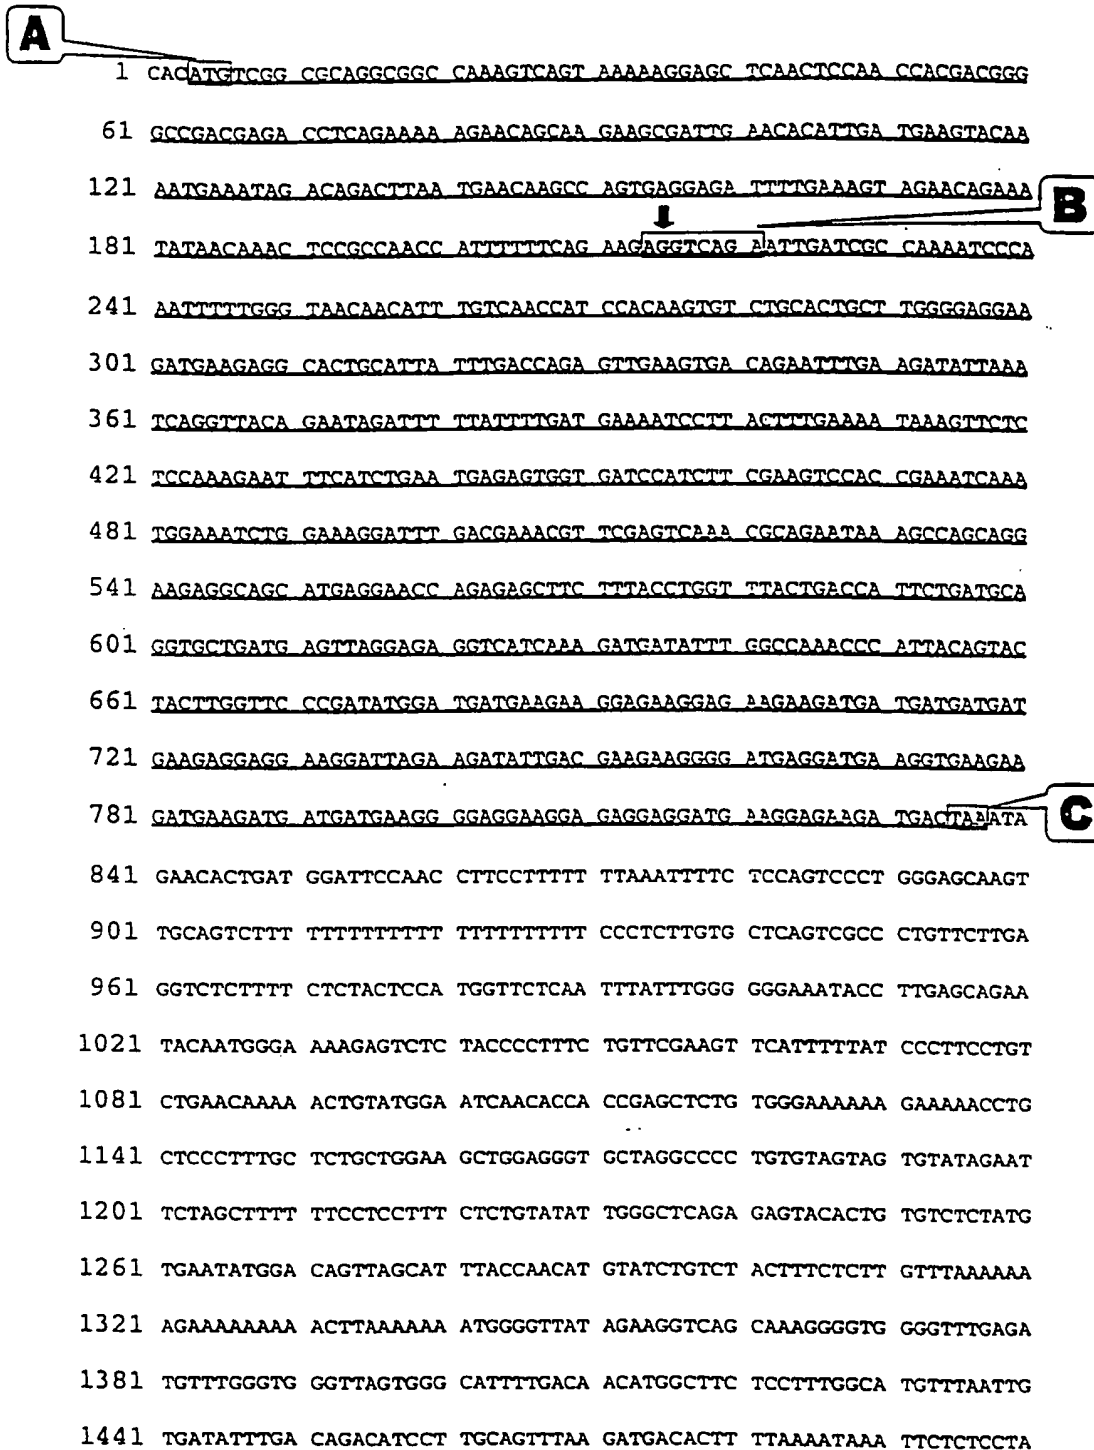 A
1 CACATGTCGG CGCAGGCGGC CAAAGTCAGT AAAAAGGAGC TCAACTCCAA CCACGACGGG
61 GCCGACGAGA CCTCAGAAAA AGAACAGCAA GAAGCGATTG AACACATTGA TGAAGTACAA
121 AATGAAATAG ACAGACTTAA TGAACAAGCC AGTGAGGAGA TTTTGAAAGT AGAACAGAAA
B
181 TATAACAAAC TCCGCCAACC ATTTTTTCAG AAGAGGTCAG AATTGATCGC CAAAATCCCA
241 AATTTTTGGG TAACAACATT TGTCAACCAT CCACAAGTGT CTGCACTGCT TGGGGAGGAA
301 GATGAAGAGG CACTGCATTA TTTGACCAGA GTTGAAGTGA CAGAATTTGA AGATATTAAA
361 TCAGGTTACA GAATAGATTT TTATTTTGAT GAAAATCCTT ACTTTGAAAA TAAAGTTCTC
421 TCCAAAGAAT TTCATCTGAA TGAGAGTGGT GATCCATCTT CGAAGTCCAC CGAAATCAAA
481 TGGAAATCTG GAAAGGATTT GACGAAACGT TCGAGTCAAA CGCAGAATAA AGCCAGCAGG
541 AAGAGGCAGC ATGAGGAACC AGAGAGCTTC TTTACCTGGT TTACTGACCA TTCTGATGCA
601 GGTGCTGATG AGTTAGGAGA GGTCATCAAA GATGATATTT GGCCAAACCC ATTACAGTAC
661 TACTTGGTTC CCGATATGGA TGATGAAGAA GGAGAAGGAG AAGAAGATGA TGATGATGAT
721 GAAGAGGAGG AAGGATTAGA AGATATTGAC GAAGAAGGGG ATGAGGATGA AGGTGAAGAA
781 GATGAAGATG ATGATGAAGG GGAGGAAGGA GAGGAGGATG AAGGAGAAGA TGACTAAATA
C
841 GAACACTGAT GGATTCCAAC CTTCCTTTTT TTAAATTTTC TCCAGTCCCT GGGAGCAAGT
901 TGCAGTCTTT TTTTTTTTTT TTTTTTTTTT CCCTCTTGTG CTCAGTCGCC CTGTTCTTGA
961 GGTCTCTTTT CTCTACTCCA TGGTTCTCAA TTTATTTGGG GGGAAATACC TTGAGCAGAA
1021 TACAATGGGA AAAGAGTCTC TACCCCTTTC TGTTCGAAGT TCATTTTTAT CCCTTCCTGT
1081 CTGAACAAAA ACTGTATGGA ATCAACACCA CCGAGCTCTG TGGGAAAAAA GAAAAACCTG
1141 CTCCCTTTGC TCTGCTGGAA GCTGGAGGGT GCTAGGCCCC TGTGTAGTAG TGTATAGAAT
1201 TCTAGCTTTT TTCCTCCTTT CTCTGTATAT TGGGCTCAGA GAGTACACTG TGTCTCTATG
1261 TGAATATGGA CAGTTAGCAT TTACCAACAT GTATCTGTCT ACTTTCTCTT GTTTAAAAAA
1321 AGAAAAAAAA ACTTAAAAAA ATGGGGTTAT AGAAGGTCAG CAAAGGGGTG GGGTTTGAGA
1381 TGTTTGGGTG GGTTAGTGGG CATTTTGACA ACATGGCTTC TCCTTTGGCA TGTTTAATTG
1441 TGATATTTGA CAGACATCCT TGCAGTTTAA GATGACACTT TTAAAATAAA TTCTCTCCTA